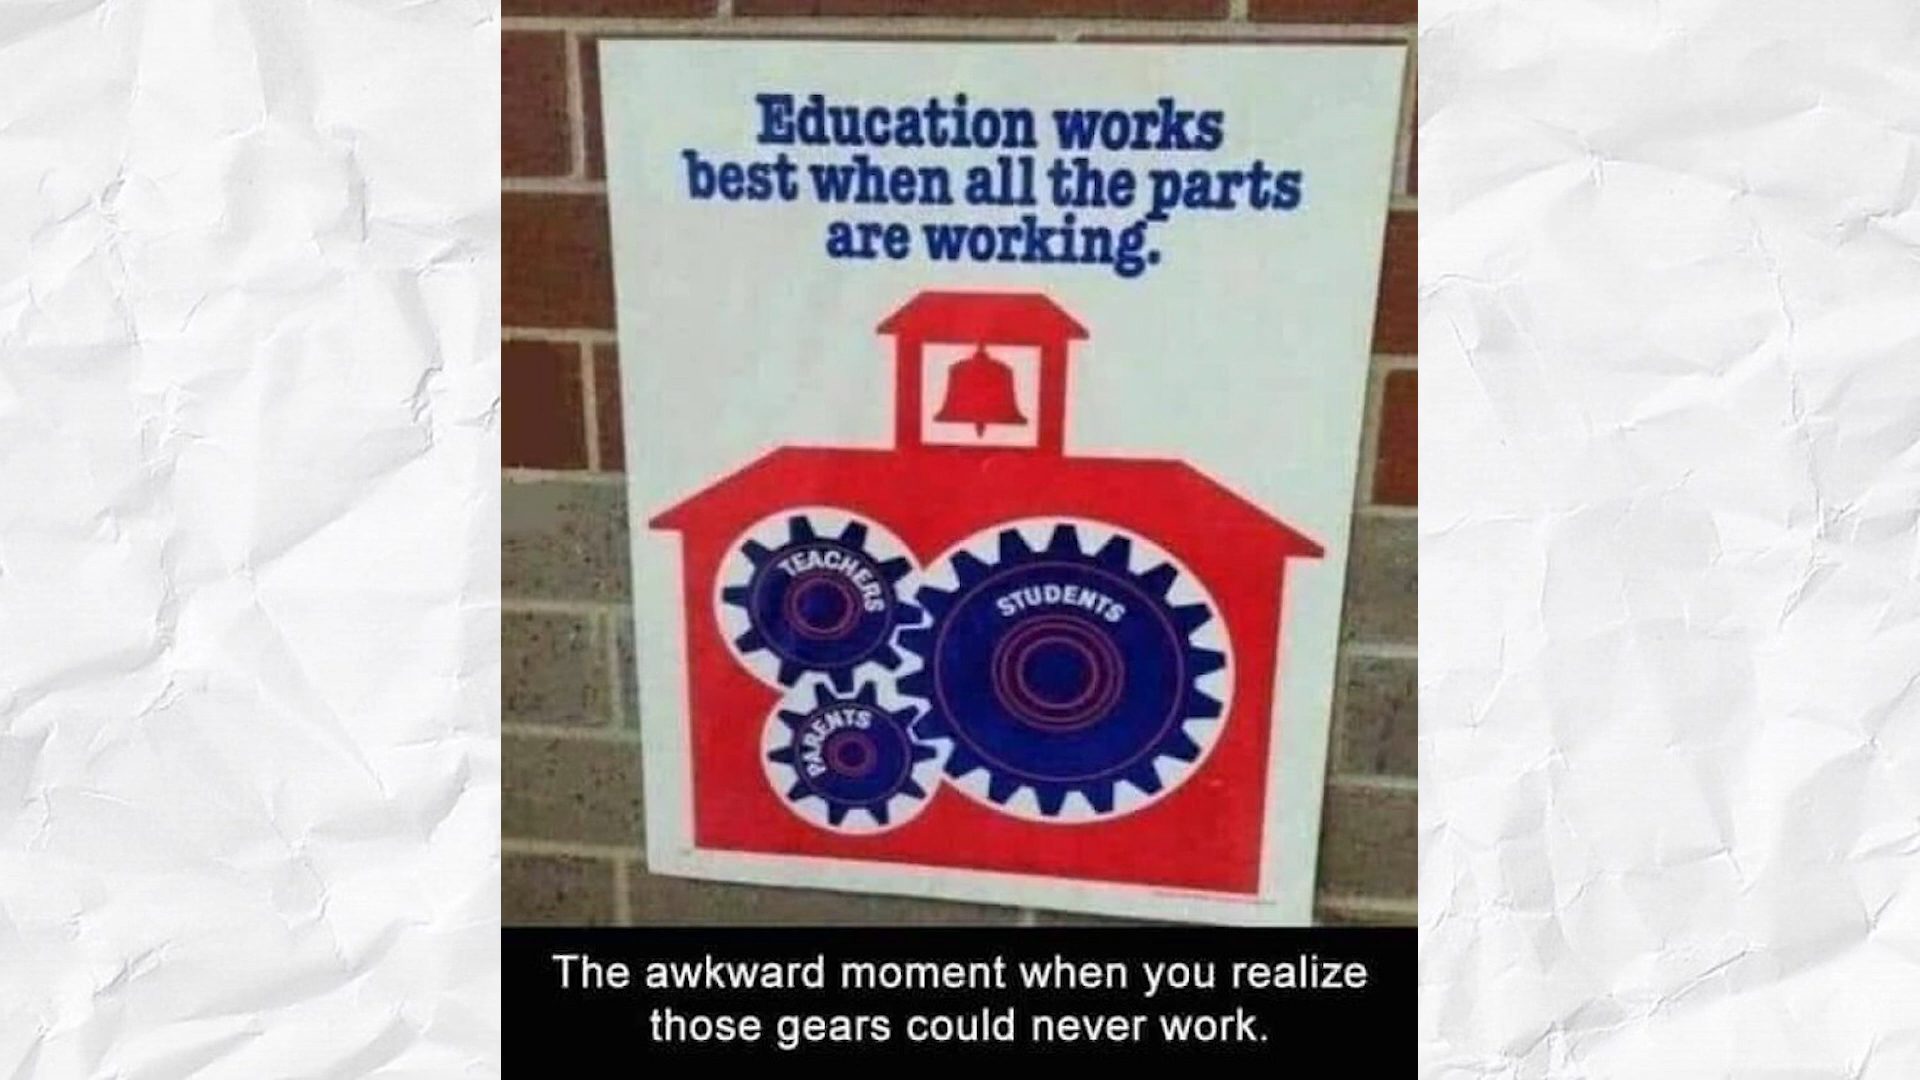 Education works
best when all the parts
are working.
TEACHERS
STUDENTS
PARENTS
The awkward moment when you realize
those gears could never work.